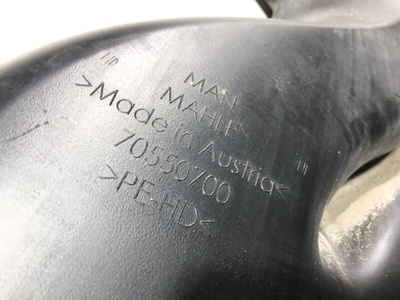 MAN
MAHLE
>Made in Austria<
70550700
>PE-HD<